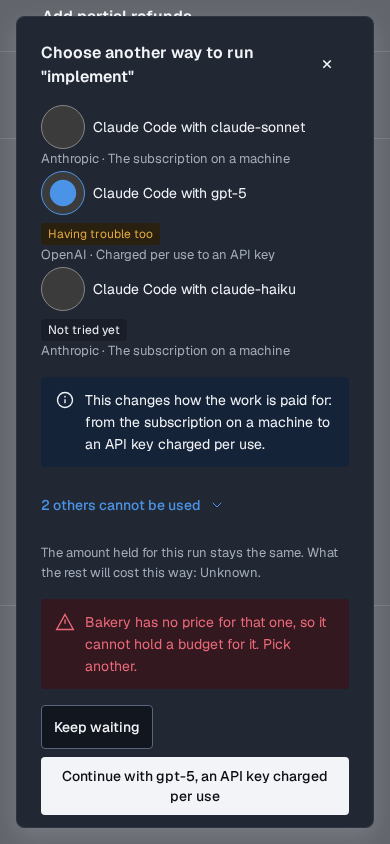 Add partial refunds
Choose another way to run
"implement"
Claude Code with claude-sonnet
Anthropic · The subscription on a machine
Claude Code with gpt-5
Having trouble too
OpenAI · Charged per use to an API key
Claude Code with claude-haiku
Not tried yet
Anthropic · The subscription on a machine
This changes how the work is paid for:
from the subscription on a machine to
an API key charged per use.
2 others cannot be used
The amount held for this run stays the same. What
the rest will cost this way: Unknown.
Bakery has no price for that one, so it
cannot hold a budget for it. Pick
another.
Keep waiting
Continue with gpt-5, an API key charged
per use